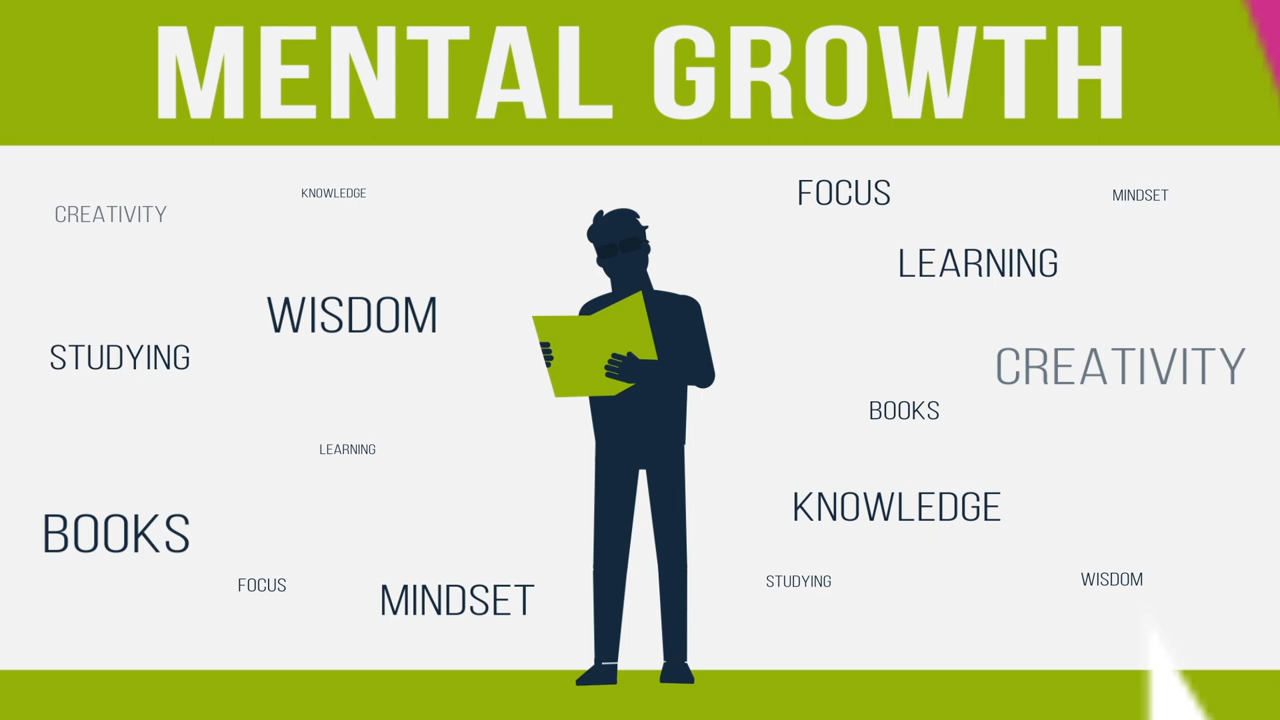 MENTAL GROWTH
CREATIVITY
KNOWLEDGE
FOCUS
MINDSET
LEARNING
WISDOM
STUDYING
CREATIVITY
BOOKS
LEARNING
KNOWLEDGE
BOOKS
FOCUS
MINDSET
STUDYING
WISDOM